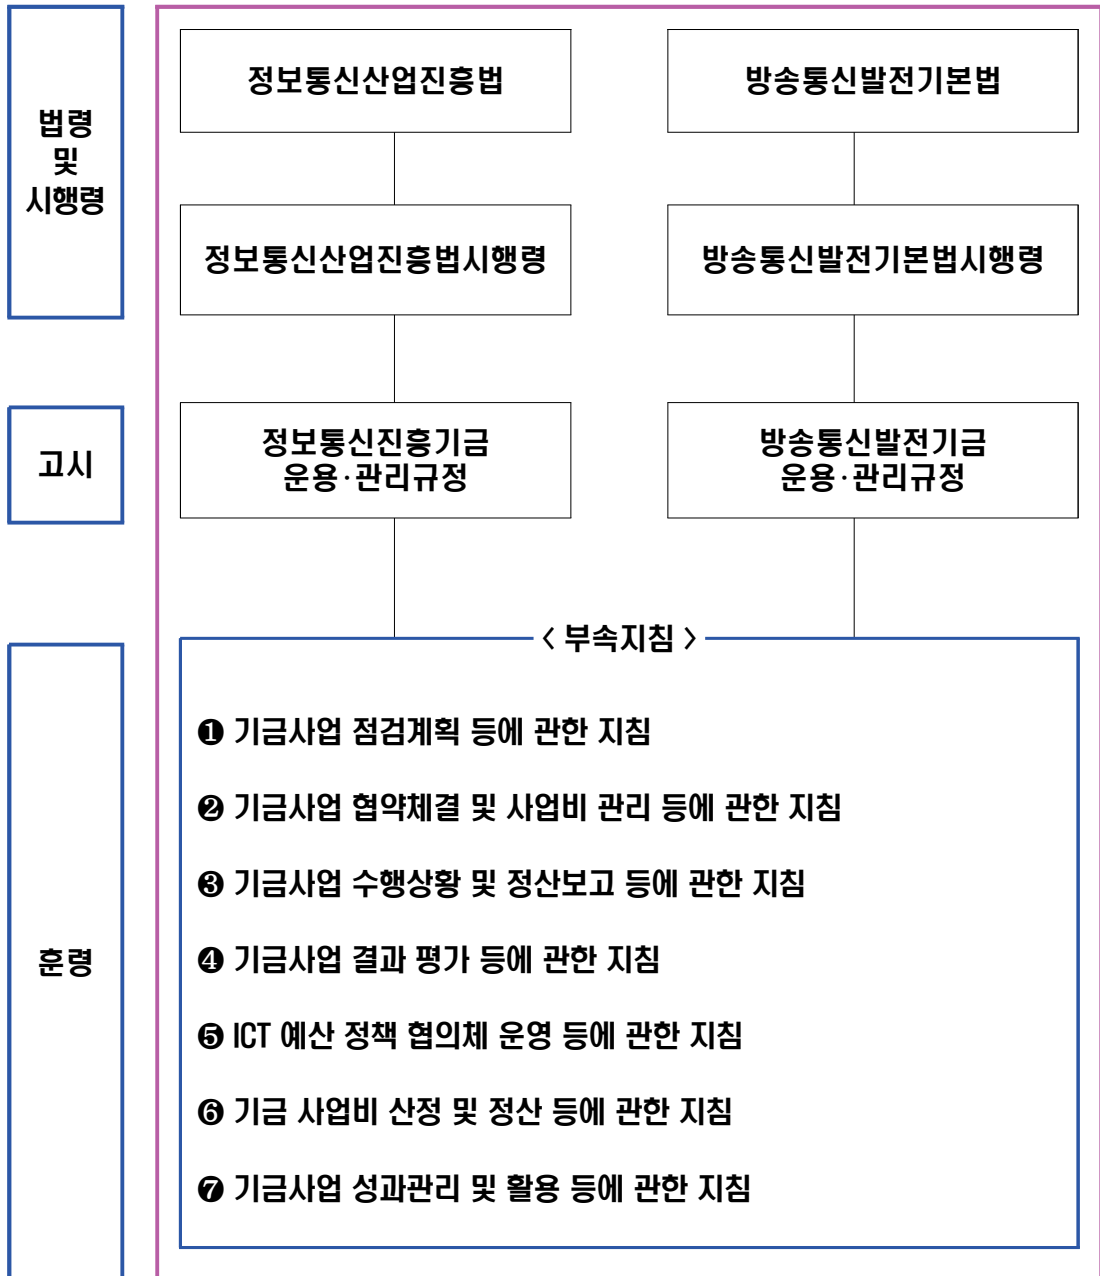 법령
및
시행령
정보통신산업진흥법
방송통신발전기본법
정보통신산업진흥법시행령
방송통신발전기본법시행령
고시
정보통신진흥기금
운용·관리규정
방송통신발전기금
운용·관리규정
훈령
< 부속지침 >
❶ 기금사업 점검계획 등에 관한 지침
❷ 기금사업 협약체결 및 사업비 관리 등에 관한 지침
❸ 기금사업 수행상황 및 정산보고 등에 관한 지침
❹ 기금사업 결과 평가 등에 관한 지침
❺ ICT 예산 정책 협의체 운영 등에 관한 지침
❻ 기금 사업비 산정 및 정산 등에 관한 지침
❼ 기금사업 성과관리 및 활용 등에 관한 지침